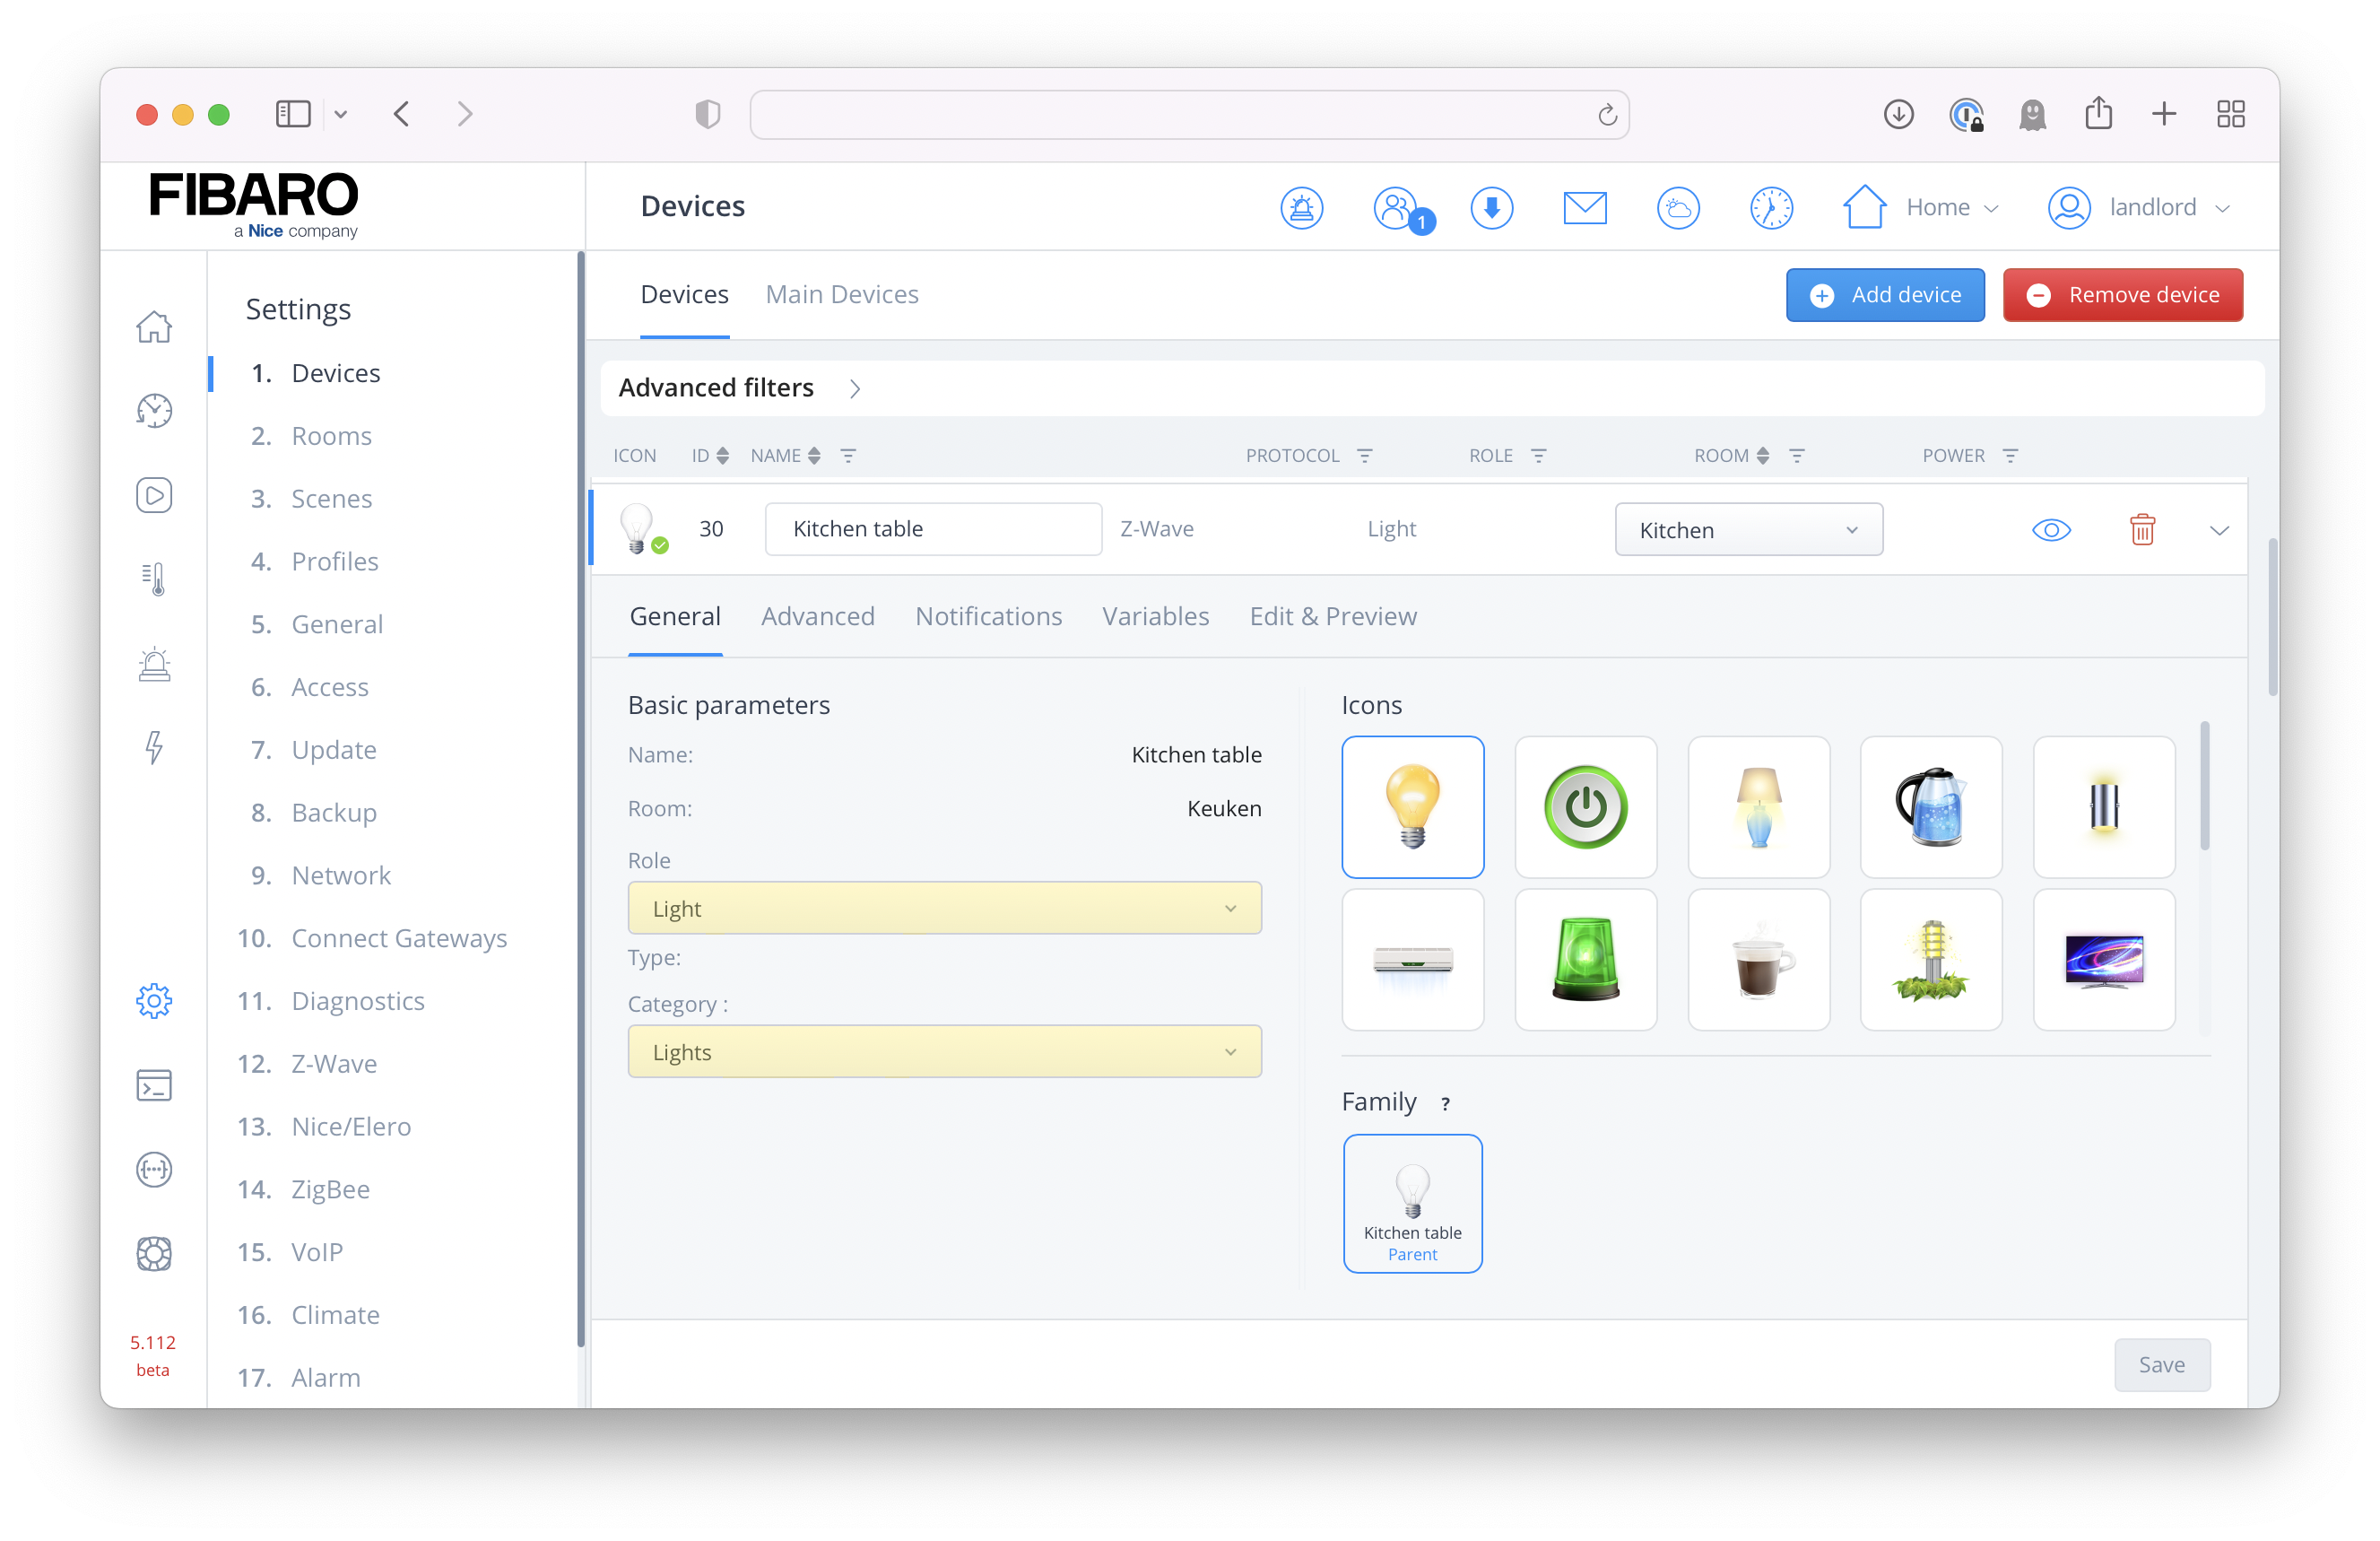 FIBARO
a Nice company
Devices
1
Home
landlord
Settings
1. Devices
2. Rooms
3. Scenes
4. Profiles
5. General
6. Access
7. Update
8. Backup
9. Network
10. Connect Gateways
11. Diagnostics
12. Z-Wave
13. Nice/Elero
14. ZigBee
15. VoIP
16. Climate
17. Alarm
5.112
beta
Devices Main Devices
Add device
Remove device
Advanced filters
ICON ID NAME PROTOCOL ROLE ROOM POWER
30 Kitchen table Z-Wave Light Kitchen
General Advanced Notifications Variables Edit & Preview
Basic parameters
Name: Kitchen table
Room: Keuken
Role
Light
Type:
Category :
Lights
Icons
Family ?
Kitchen table
Parent
Save